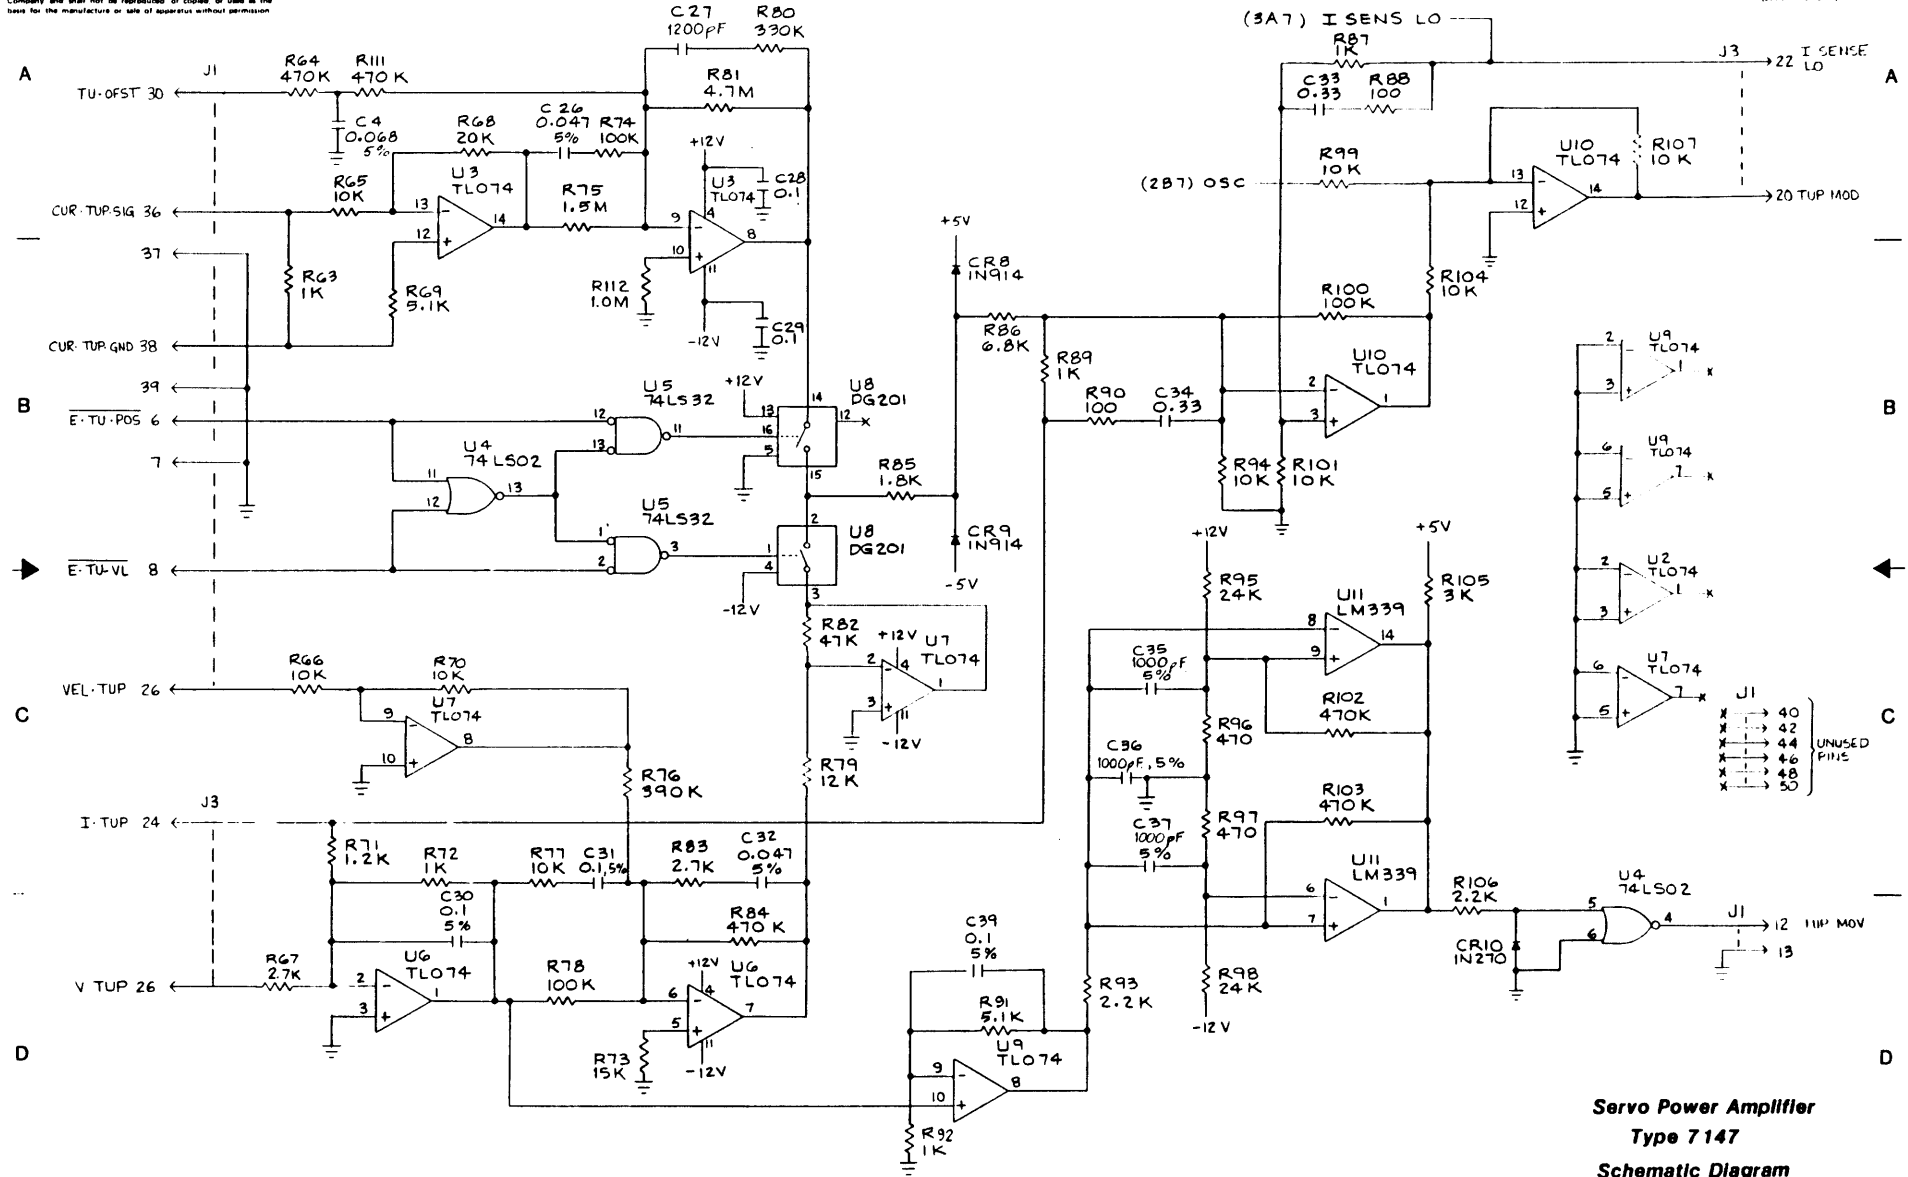 Company and shall not be reproduced or copied or used as the
basis for the manufacture or sale of apparatus without permission
A
J1
TU·OFST 30
R64
470K
R111
470K
C4
0.068
5%
R68
20K
C26
0.047
5%
R74
100K
C27
1200pF
R80
330K
R81
4.7M
R65
10K
U3
TL074
13
12
14
R75
1.5M
+12V
U3
TL074
4
9
10
8
11
C28
0.1
C29
0.1
-12V
R112
1.0M
CUR·TUP·SIG 36
37
R63
1K
R69
5.1K
CUR·TUP·GND 38
39
B
E·TU·POS 6
7
E·TU-VL 8
U4
74LS02
11
12
13
U5
74LS32
12
13
11
U5
74LS32
1
2
3
+12V
U8
DG201
14
13
16
5
12
15
R85
1.8K
2
U8
DG201
1
4
3
-12V
+5V
CR8
1N914
CR9
1N914
-5V
R86
6.8K
R89
1K
R90
100
C34
0.33
(3A7) I SENS LO
R87
1K
C33
0.33
R88
100
J3
22 I SENSE
LO
A
(2B7) OSC
R99
10K
U10
TL074
13
12
14
R107
10K
20 TUP MOD
R104
10K
R100
100K
U10
TL074
2
3
1
R94
10K
R101
10K
2
3
U9
TL074
1
6
5
U9
TL074
7
2
3
U2
TL074
1
6
5
U7
TL074
7
B
R82
47K
+12V
U7
TL074
4
2
3
1
11
-12V
R79
12K
C
VEL·TUP 26
R66
10K
R70
10K
U7
TL074
9
10
8
R76
390K
J3
I·TUP 24
R71
1.2K
R72
1K
C30
0.1
5%
R77
10K
C31
0.1,5%
R83
2.7K
C32
0.047
5%
R84
470K
V TUP 26
R67
2.7K
U6
TL074
2
3
1
R78
100K
+12V
U6
TL074
4
6
5
7
11
-12V
R73
15K
D
C39
0.1
5%
R91
5.1K
U9
TL074
9
10
8
R92
1K
R93
2.2K
+12V
R95
24K
C35
1000pF
5%
R96
470
C36
1000pF, 5%
R97
470
C37
1000pF
5%
R98
24K
-12V
+5V
R105
3K
U11
LM339
8
9
14
R102
470K
R103
470K
U11
LM339
6
7
1
R106
2.2K
CR10
1N270
U4
74LS02
5
6
4
J1
12 HIP MOV
13
J1
40
42
44
46
48
50
UNUSED
PINS
C
D
Servo Power Amplifier
Type 7147
Schematic Diagram